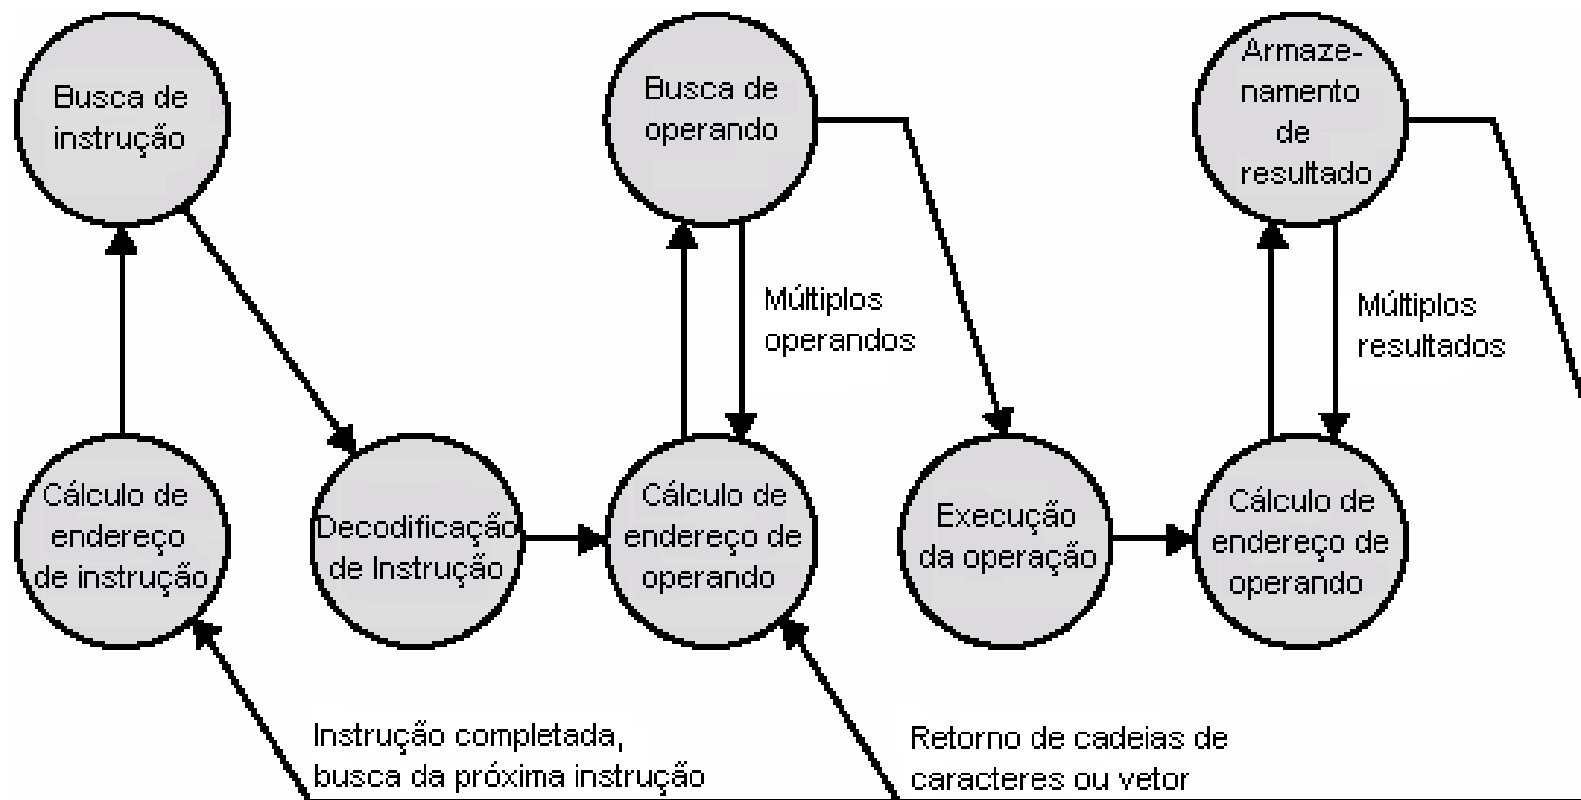 Busca de
instrução
Busca de
operando
Armaze-
namento
de
resultado
Múltiplos
operandos
Múltiplos
resultados
Cálculo de
endereço
de instrução
Decodificação
de Instrução
Cálculo de
endereço de
operando
Execução
da operação
Cálculo de
endereço de
operando
Instrução completada,
busca da próxima instrução
Retorno de cadeias de
caracteres ou vetor